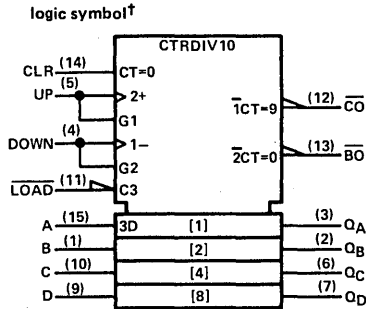 logic symbol†
CTRDIV10
CLR (14) CT=0
UP (5) 2+
G1 1CT=9 (12) CO
DOWN (4) 1−
G2 2CT=0 (13) BO
LOAD (11) C3
A (15) 3D [1] (3) QA
B (1) [2] (2) QB
C (10) [4] (6) QC
D (9) [8] (7) QD